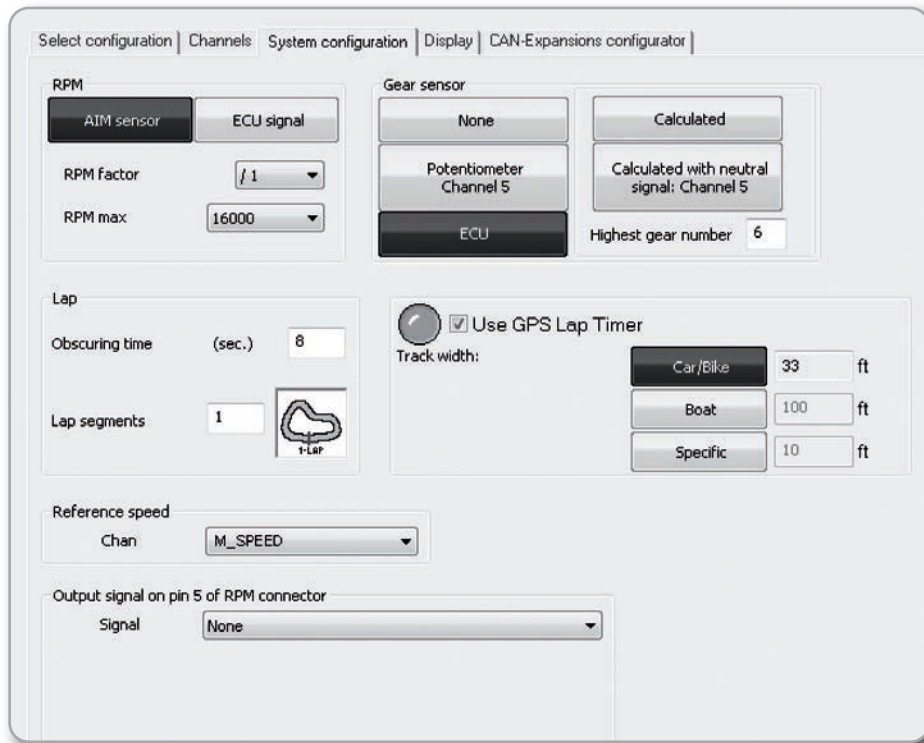 Select configuration Channels System configuration Display CAN-Expansions configurator
RPM
AIM sensor ECU signal
RPM factor / 1
RPM max 16000
Gear sensor
None Calculated
Potentiometer
Channel 5
Calculated with neutral
signal: Channel 5
ECU
Highest gear number 6
Lap
Obscuring time (sec.) 8
Lap segments 1
1-LAP
Use GPS Lap Timer
Track width:
Car/Bike 33 ft
Boat 100 ft
Specific 10 ft
Reference speed
Chan M_SPEED
Output signal on pin 5 of RPM connector
Signal None